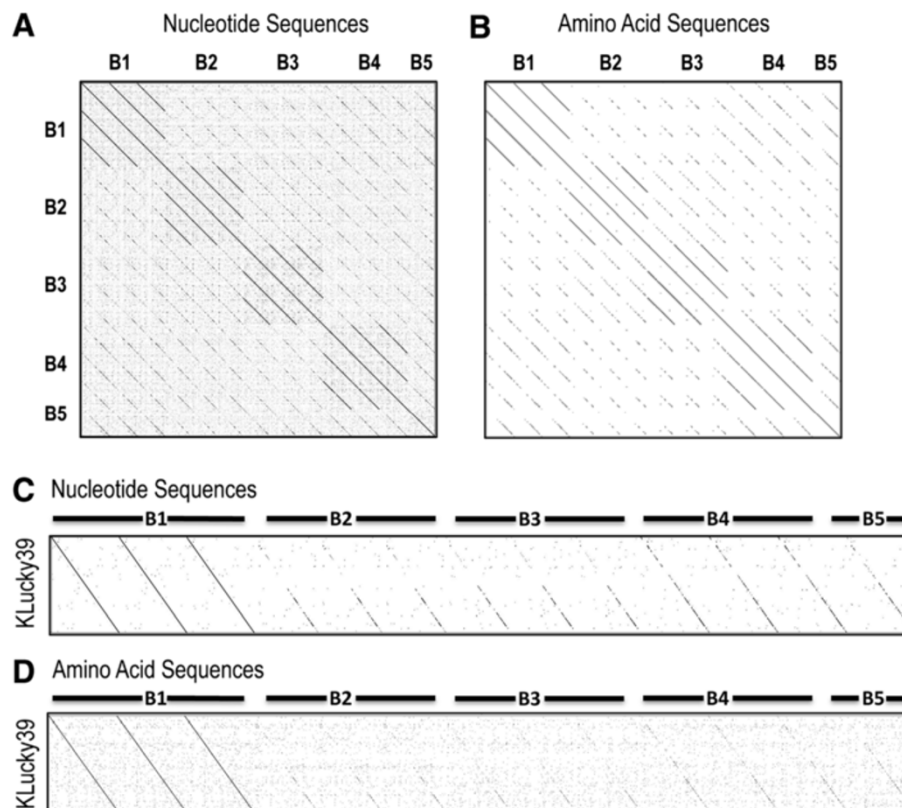 A Nucleotide Sequences
B1 B2 B3 B4 B5
B1
B2
B3
B4
B5
B Amino Acid Sequences
B1 B2 B3 B4 B5
C Nucleotide Sequences
B1 B2 B3 B4 B5
KLucky39
D Amino Acid Sequences
B1 B2 B3 B4 B5
KLucky39